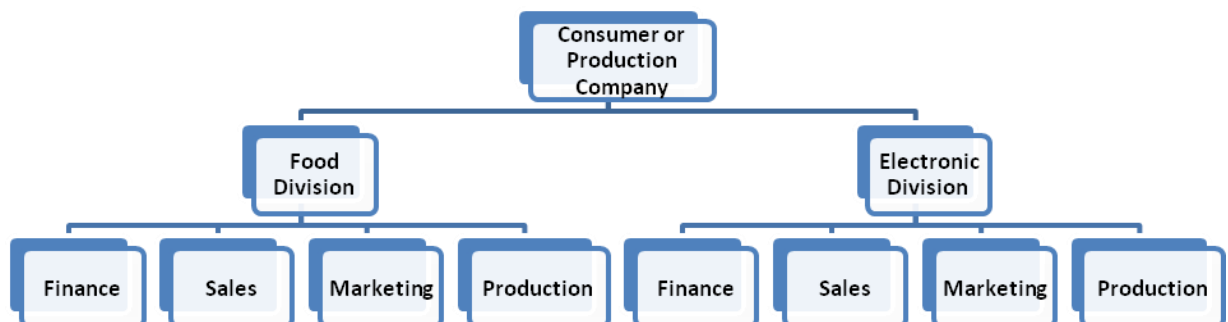 Consumer or
Production
Company
Food
Division
Electronic
Division
Finance
Sales
Marketing
Production
Finance
Sales
Marketing
Production